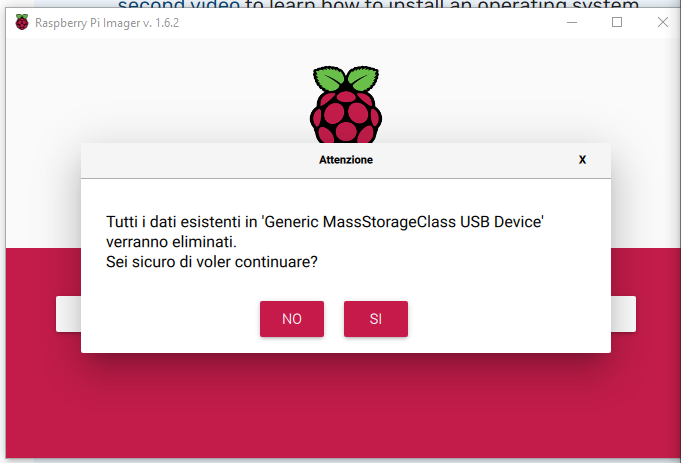 second video to learn how to install an operating system
Raspberry Pi Imager v. 1.6.2
Attenzione
X
Tutti i dati esistenti in 'Generic MassStorageClass USB Device'
verranno eliminati.
Sei sicuro di voler continuare?
NO
SI